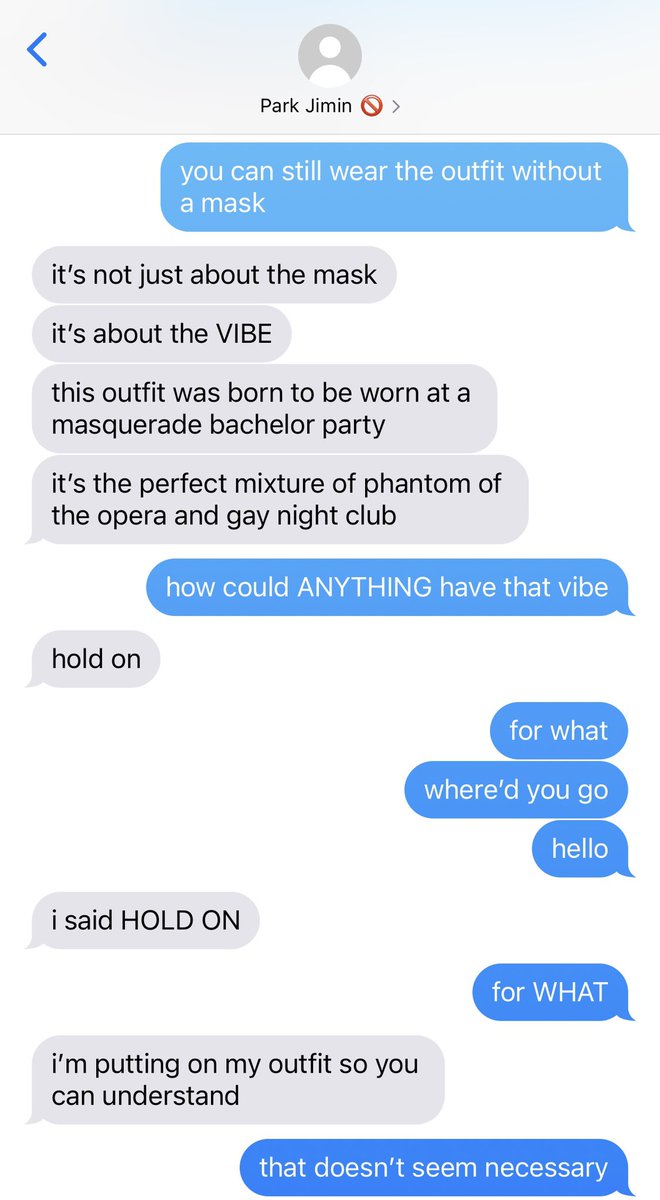 Park Jimin 🚫 >
you can still wear the outfit without
a mask
it’s not just about the mask
it’s about the VIBE
this outfit was born to be worn at a
masquerade bachelor party
it’s the perfect mixture of phantom of
the opera and gay night club
how could ANYTHING have that vibe
hold on
for what
where’d you go
hello
i said HOLD ON
for WHAT
i’m putting on my outfit so you
can understand
that doesn’t seem necessary